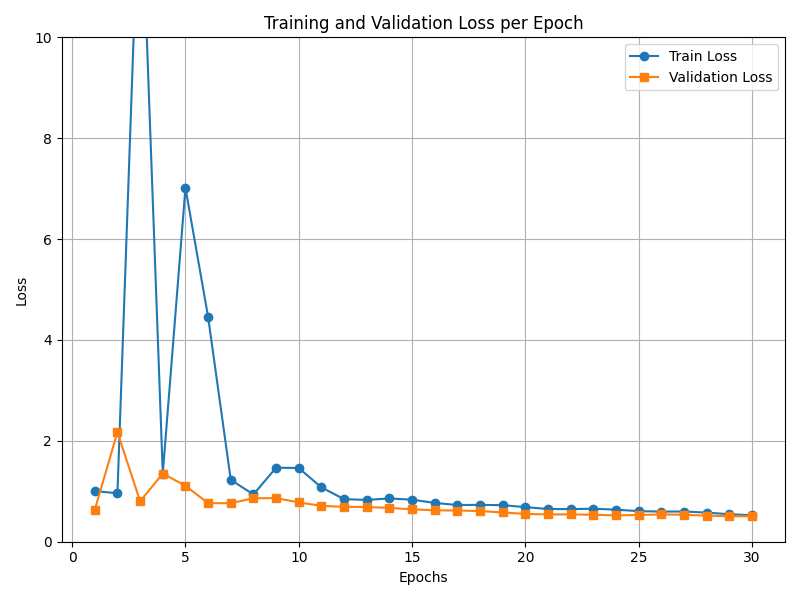 Training and Validation Loss per Epoch
Train Loss
Validation Loss
Loss
10
8
6
4
2
0
0 5 10 15 20 25 30
Epochs